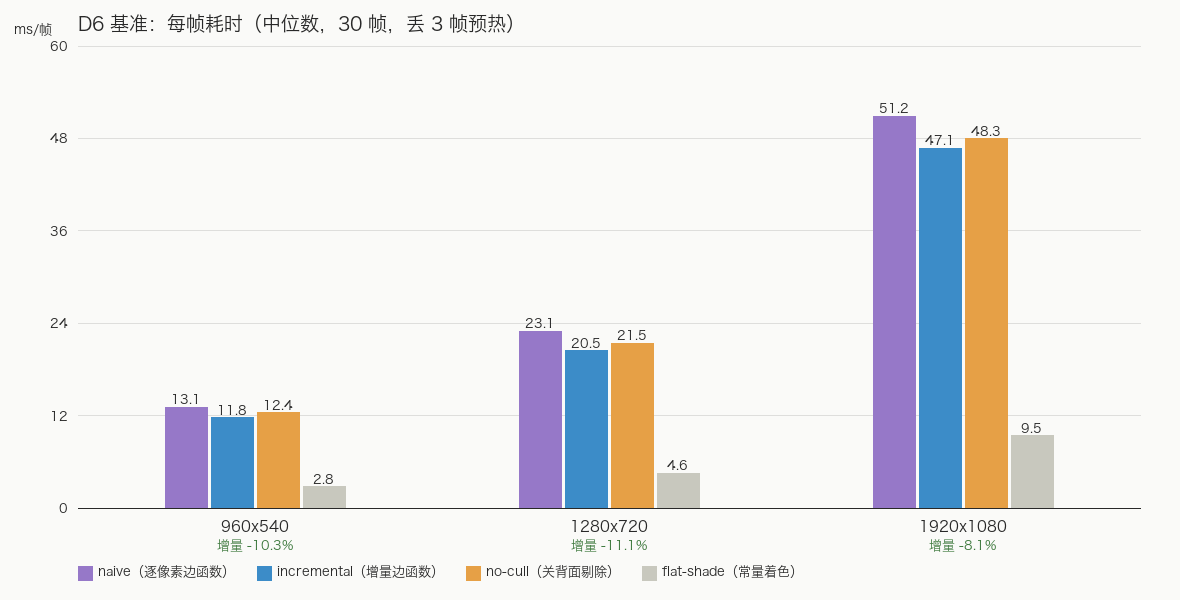 D6 基准：每帧耗时（中位数，30 帧，丢 3 帧预热）
ms/帧
60
48
36
24
12
0
13.1
11.8
12.4
2.8
23.1
20.5
21.5
4.6
51.2
47.1
48.3
9.5
960x540
1280x720
1920x1080
增量 -10.3%
增量 -11.1%
增量 -8.1%
naive（逐像素边函数）
incremental（增量边函数）
no-cull（关背面剔除）
flat-shade（常量着色）